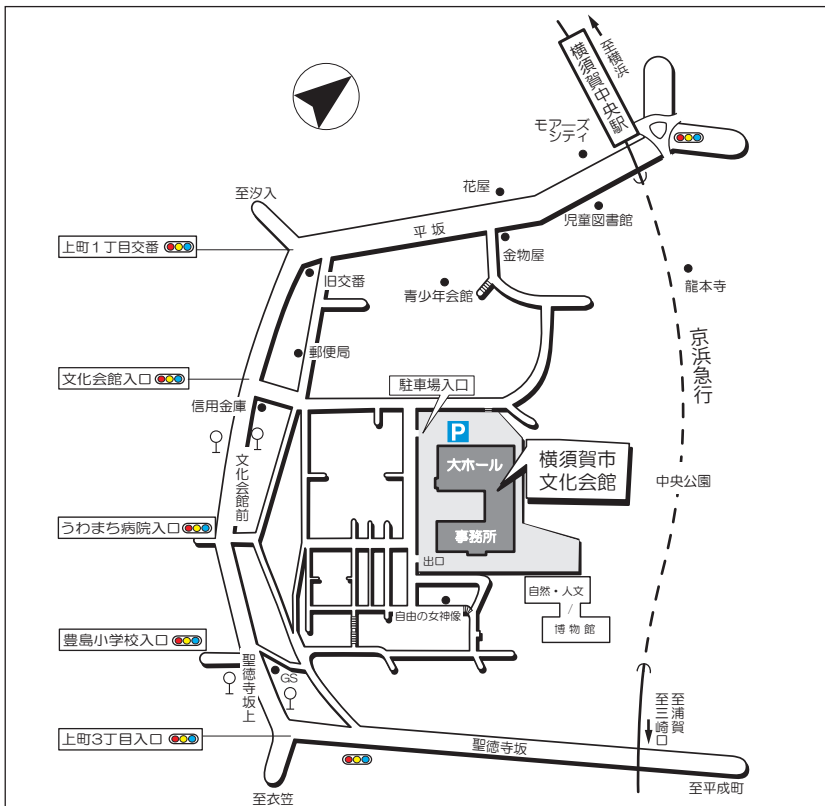 至横浜
横須賀中央駅
モアーズ
シティ
花屋
至汐入
児童図書館
平坂
上町1丁目交番
金物屋
旧交番
青少年会館
龍本寺
京浜急行
郵便局
文化会館入口
駐車場入口
信用金庫
P
大ホール
横須賀市
文化会館
文化会館前
中央公園
うわまち病院入口
事務所
出口
自然・人文
/
博物館
自由の女神像
豊島小学校入口
聖徳寺坂上
GS
至浦賀
至三崎口
上町3丁目入口
聖徳寺坂
至衣笠
至平成町